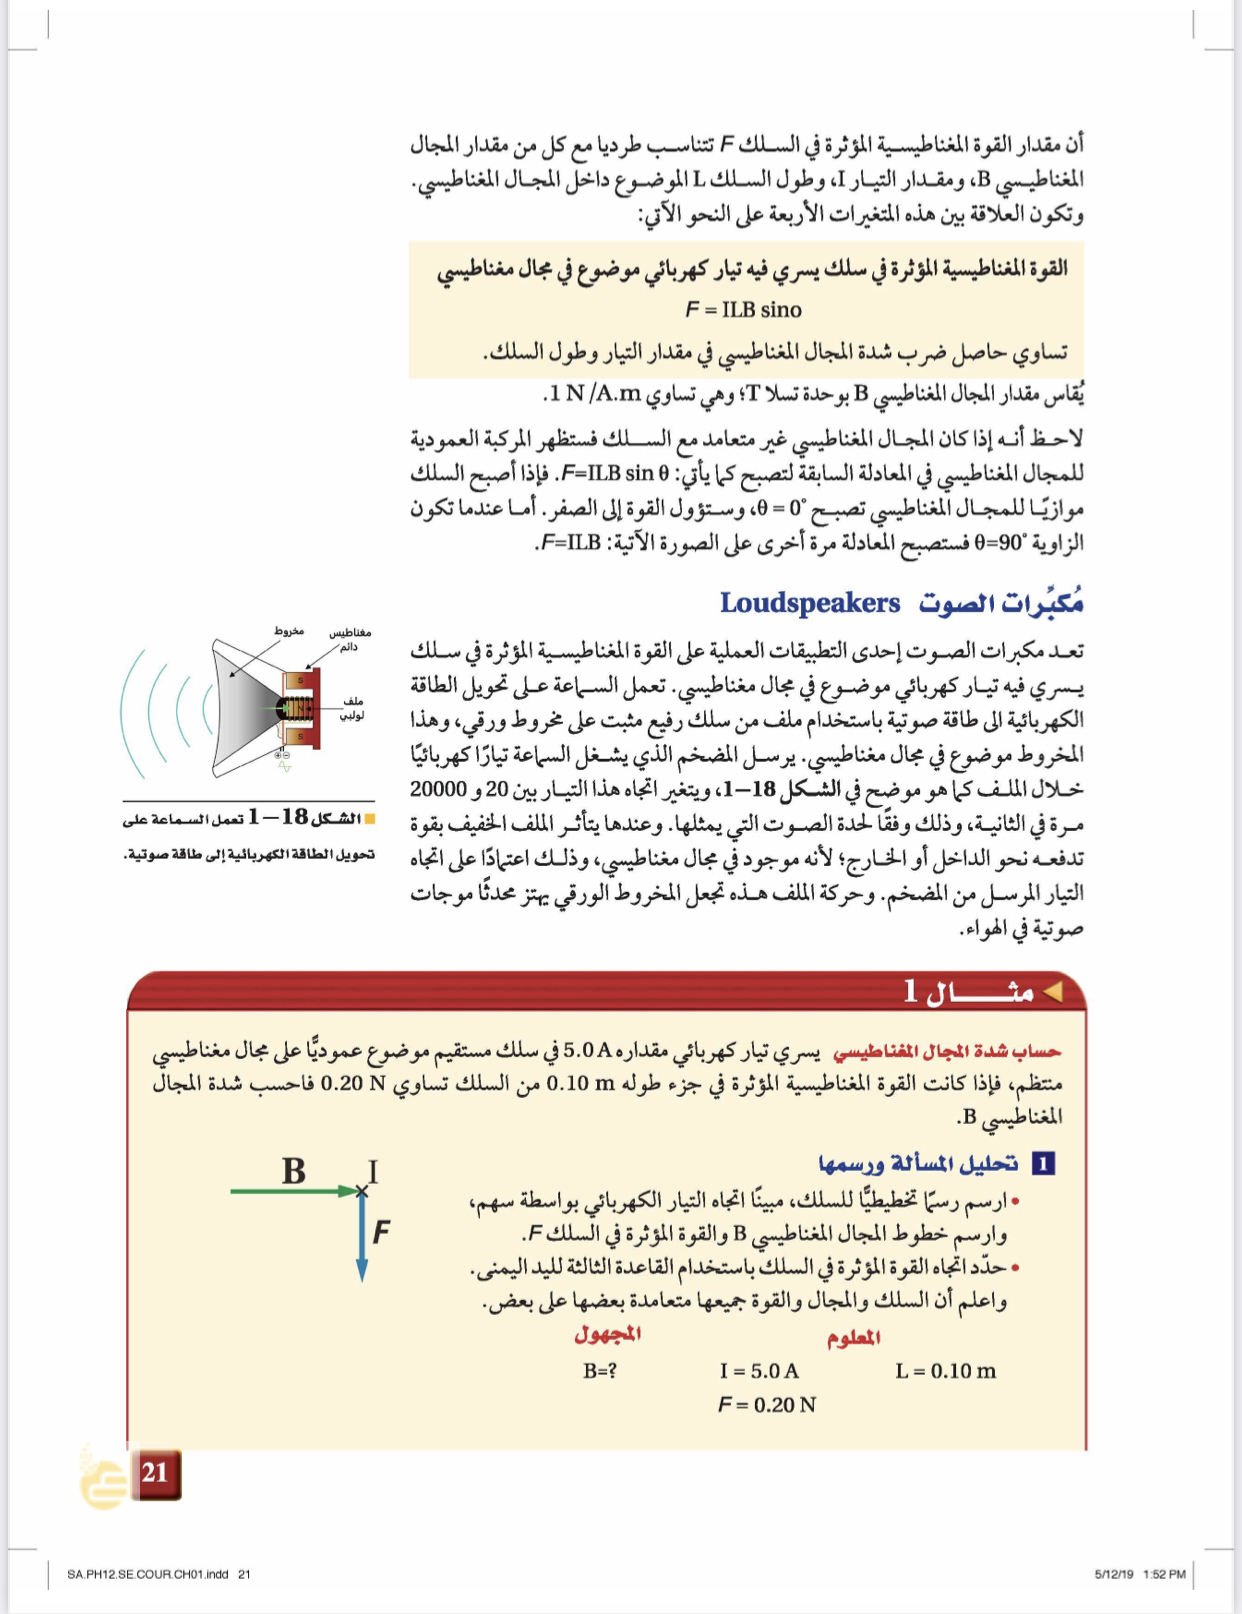 أن مقدار القوة المغناطيسية المؤثرة في السلك F تتناسب طرديا مع كل من مقدار المجال
المغناطيسي B، ومقدار التيار I، وطول السلك L الموضوع داخل المجال المغناطيسي.
وتكون العلاقة بين هذه المتغيرات الأربعة على النحو الآتي:
القوة المغناطيسية المؤثرة في سلك يسري فيه تيار كهربائي موضوع في مجال مغناطيسي
F = ILB sino
تساوي حاصل ضرب شدة المجال المغناطيسي في مقدار التيار وطول السلك.
يُقاس مقدار المجال المغناطيسي B بوحدة تسلا T؛ وهي تساوي 1 N/A.m.
لاحظ أنه إذا كان المجال المغناطيسي غير متعامد مع السلك فستظهر المركبة العمودية
للمجال المغناطيسي في المعادلة السابقة لتصبح كما يأتي: F=ILB sin θ. فإذا أصبح السلك
موازيًا للمجال المغناطيسي تصبح θ = 0°، وستؤول القوة إلى الصفر. أما عندما تكون
الزاوية θ=90° فستصبح المعادلة مرة أخرى على الصورة الآتية: F=ILB.
مُكبِّرات الصوت Loudspeakers
تعد مكبرات الصوت إحدى التطبيقات العملية على القوة المغناطيسية المؤثرة في سلك
يسري فيه تيار كهربائي موضوع في مجال مغناطيسي. تعمل السماعة على تحويل الطاقة
الكهربائية الى طاقة صوتية باستخدام ملف من سلك رفيع مثبت على مخروط ورقي، وهذا
المخروط موضوع في مجال مغناطيسي. يرسل المضخم الذي يشغل السماعة تيارًا كهربائيًا
خلال الملف كما هو موضح في الشكل 18–1، ويتغير اتجاه هذا التيار بين 20 و 20000
مرة في الثانية، وذلك وفقًا لحدة الصوت التي يمثلها. وعندها يتأثر الملف الخفيف بقوة
تدفعه نحو الداخل أو الخارج؛ لأنه موجود في مجال مغناطيسي، وذلك اعتمادًا على اتجاه
التيار المرسل من المضخم. وحركة الملف هذه تجعل المخروط الورقي يهتز محدثًا موجات
صوتية في الهواء.
مخروط
مغناطيس
دائم
S
ملف
لولبي
N
S
الشكل 18–1 تعمل السماعة على
تحويل الطاقة الكهربائية إلى طاقة صوتية.
مثال 1
حساب شدة المجال المغناطيسي يسري تيار كهربائي مقداره 5.0 A في سلك مستقيم موضوع عموديًّا على مجال مغناطيسي
منتظم، فإذا كانت القوة المغناطيسية المؤثرة في جزء طوله 0.10 m من السلك تساوي 0.20 N فاحسب شدة المجال
المغناطيسي B.
1 تحليل المسألة ورسمها
• ارسم رسمًا تخطيطيًّا للسلك، مبينًا اتجاه التيار الكهربائي بواسطة سهم،
وارسم خطوط المجال المغناطيسي B والقوة المؤثرة في السلك F.
• حدّد اتجاه القوة المؤثرة في السلك باستخدام القاعدة الثالثة لليد اليمنى.
واعلم أن السلك والمجال والقوة جميعها متعامدة بعضها على بعض.
B I
F
المعلوم المجهول
L = 0.10 m I = 5.0 A B=?
F = 0.20 N
21
SA.PH12.SE.COUR.CH01.indd 21 5/12/19 1:52 PM